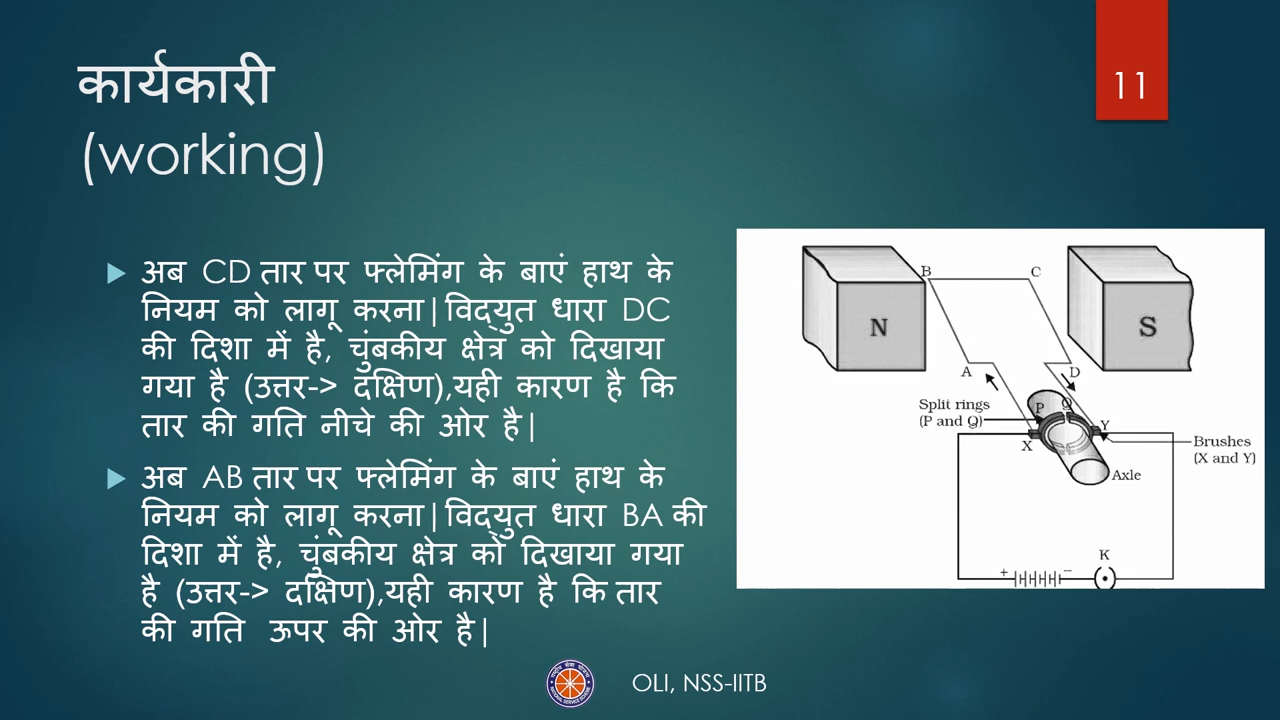 कार्यकारी
(working)
11
अब CD तार पर फ्लेमिंग के बाएं हाथ के
नियम को लागू करना|विद्युत धारा DC
की दिशा में है, चुंबकीय क्षेत्र को दिखाया
गया है (उत्तर-> दक्षिण),यही कारण है कि
तार की गति नीचे की ओर है|
अब AB तार पर फ्लेमिंग के बाएं हाथ के
नियम को लागू करना|विद्युत धारा BA की
दिशा में है, चुंबकीय क्षेत्र को दिखाया गया
है (उत्तर-> दक्षिण),यही कारण है कि तार
की गति ऊपर की ओर है|
B
C
N
S
A
D
Split rings
(P and Q)
P
Q
X
Y
Brushes
(X and Y)
Axle
K
+
−
OLI, NSS-IITB